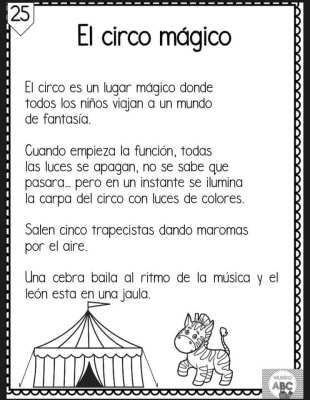 25
El circo mágico
El circo es un lugar mágico donde
todos los niños viajan a un mundo
de fantasía.
Cuando empieza la función, todas
las luces se apagan, no se sabe que
pasara... pero en un instante se ilumina
la carpa del circo con luces de colores.
Salen cinco trapecistas dando maromas
por el aire.
Una cebra baila al ritmo de la música y el
león esta en una jaula.
ABC